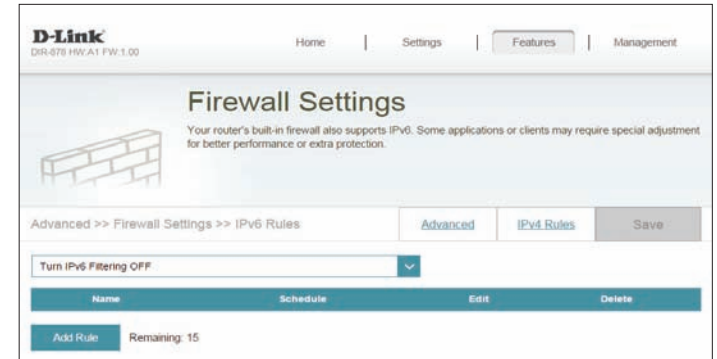 D-Link
DIR-878 HW:A1 FW:1.00
Home | Settings | Features | Management
Firewall Settings
Your router's built-in firewall also supports IPv6. Some applications or clients may require special adjustment
for better performance or extra protection.
Advanced >> Firewall Settings >> IPv6 Rules
Advanced
IPv4 Rules
Save
Turn IPv6 Filtering OFF
Name Schedule Edit Delete
Add Rule Remaining: 15